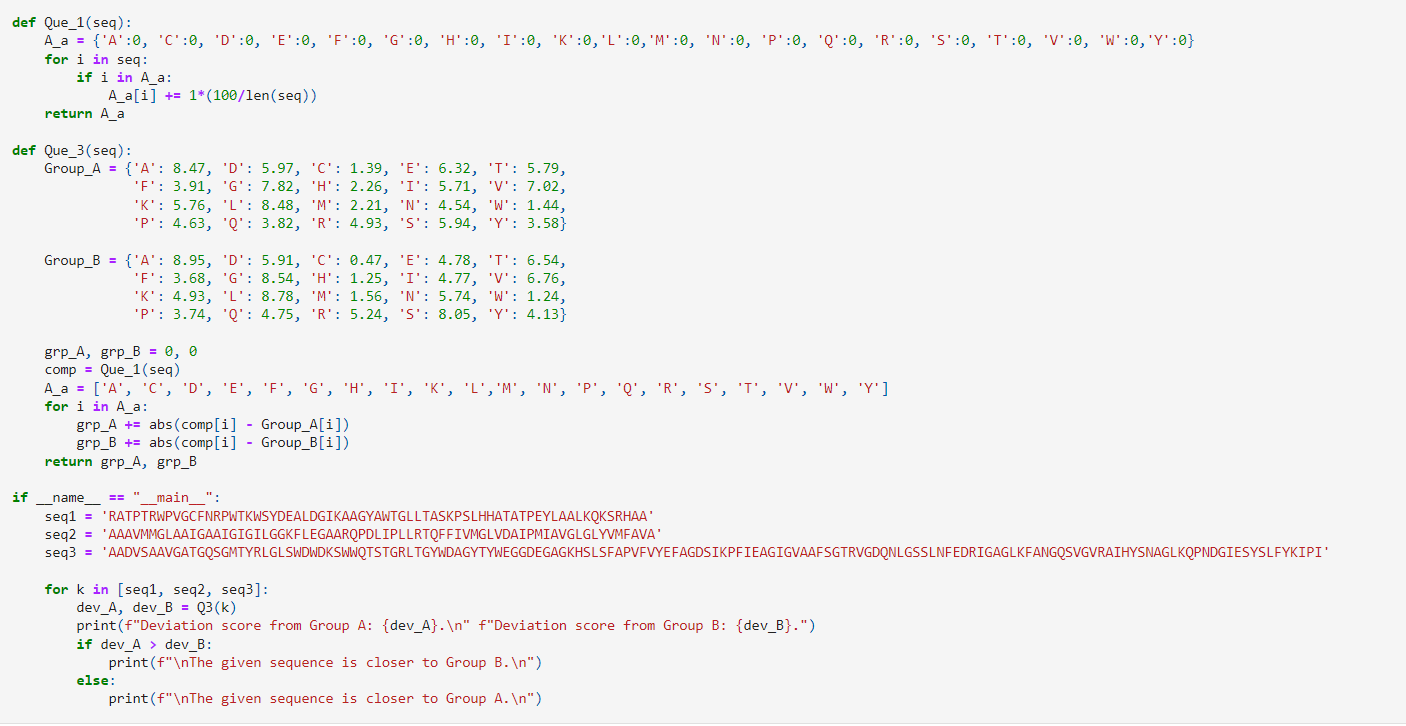 def Que_1(seq):
    A_a = {'A':0, 'C':0, 'D':0, 'E':0, 'F':0, 'G':0, 'H':0, 'I':0, 'K':0,'L':0,'M':0, 'N':0, 'P':0, 'Q':0, 'R':0, 'S':0, 'T':0, 'V':0, 'W':0,'Y':0}
    for i in seq:
        if i in A_a:
            A_a[i] += 1*(100/len(seq))
    return A_a

def Que_3(seq):
    Group_A = {'A': 8.47, 'D': 5.97, 'C': 1.39, 'E': 6.32, 'T': 5.79,
               'F': 3.91, 'G': 7.82, 'H': 2.26, 'I': 5.71, 'V': 7.02,
               'K': 5.76, 'L': 8.48, 'M': 2.21, 'N': 4.54, 'W': 1.44,
               'P': 4.63, 'Q': 3.82, 'R': 4.93, 'S': 5.94, 'Y': 3.58}

    Group_B = {'A': 8.95, 'D': 5.91, 'C': 0.47, 'E': 4.78, 'T': 6.54,
               'F': 3.68, 'G': 8.54, 'H': 1.25, 'I': 4.77, 'V': 6.76,
               'K': 4.93, 'L': 8.78, 'M': 1.56, 'N': 5.74, 'W': 1.24,
               'P': 3.74, 'Q': 4.75, 'R': 5.24, 'S': 8.05, 'Y': 4.13}

    grp_A, grp_B = 0, 0
    comp = Que_1(seq)
    A_a = ['A', 'C', 'D', 'E', 'F', 'G', 'H', 'I', 'K', 'L','M', 'N', 'P', 'Q', 'R', 'S', 'T', 'V', 'W', 'Y']
    for i in A_a:
        grp_A += abs(comp[i] - Group_A[i])
        grp_B += abs(comp[i] - Group_B[i])
    return grp_A, grp_B

if __name__ == "__main__":
    seq1 = 'RATPTRWPVGCFNRPWTKWSYDEALDGIKAAGYAWTGLLTASKPSLHHATATPEYLAALKQKSRHAA'
    seq2 = 'AAAVMMGLAAIGAAIGIGILGGKFLEGAARQPDLIPLLRTQFFIVMGLVDAIPMIAVGLGLYVMFAVA'
    seq3 = 'AADVSAAVGATGQSGMTYRLGLSWDWDKSWWQTSTGRLTGYWDAGYTYWEGGDEGAGKHSLSFAPVFVYEFAGDSIKPFIEAGIGVAAFSGTRVGDQNLGSSLNFEDRIGAGLKFANGQSVGVRAIHYSNAGLKQPNDGIESYSLFYKIPI'

    for k in [seq1, seq2, seq3]:
        dev_A, dev_B = Q3(k)
        print(f"Deviation score from Group A: {dev_A}.\n" f"Deviation score from Group B: {dev_B}.")
        if dev_A > dev_B:
            print(f"\nThe given sequence is closer to Group B.\n")
        else:
            print(f"\nThe given sequence is closer to Group A.\n")